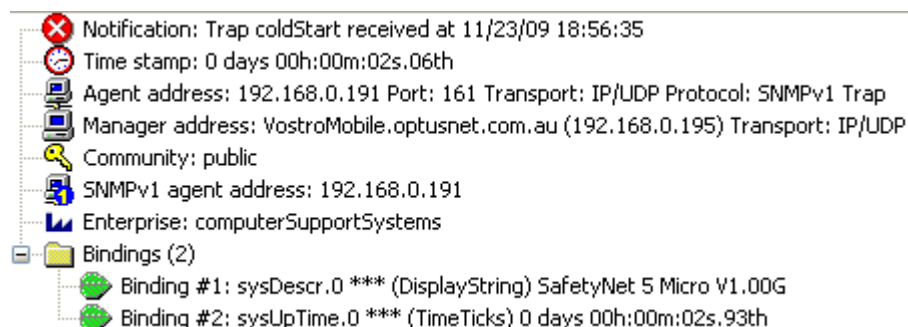 Notification: Trap coldStart received at 11/23/09 18:56:35
Time stamp: 0 days 00h:00m:02s.06th
Agent address: 192.168.0.191 Port: 161 Transport: IP/UDP Protocol: SNMPv1 Trap
Manager address: VostroMobile.optusnet.com.au (192.168.0.195) Transport: IP/UDP
Community: public
SNMPv1 agent address: 192.168.0.191
Enterprise: computerSupportSystems
Bindings (2)
Binding #1: sysDescr.0 *** (DisplayString) SafetyNet 5 Micro V1.00G
Binding #2: sysUpTime.0 *** (TimeTicks) 0 days 00h:00m:02s.93th